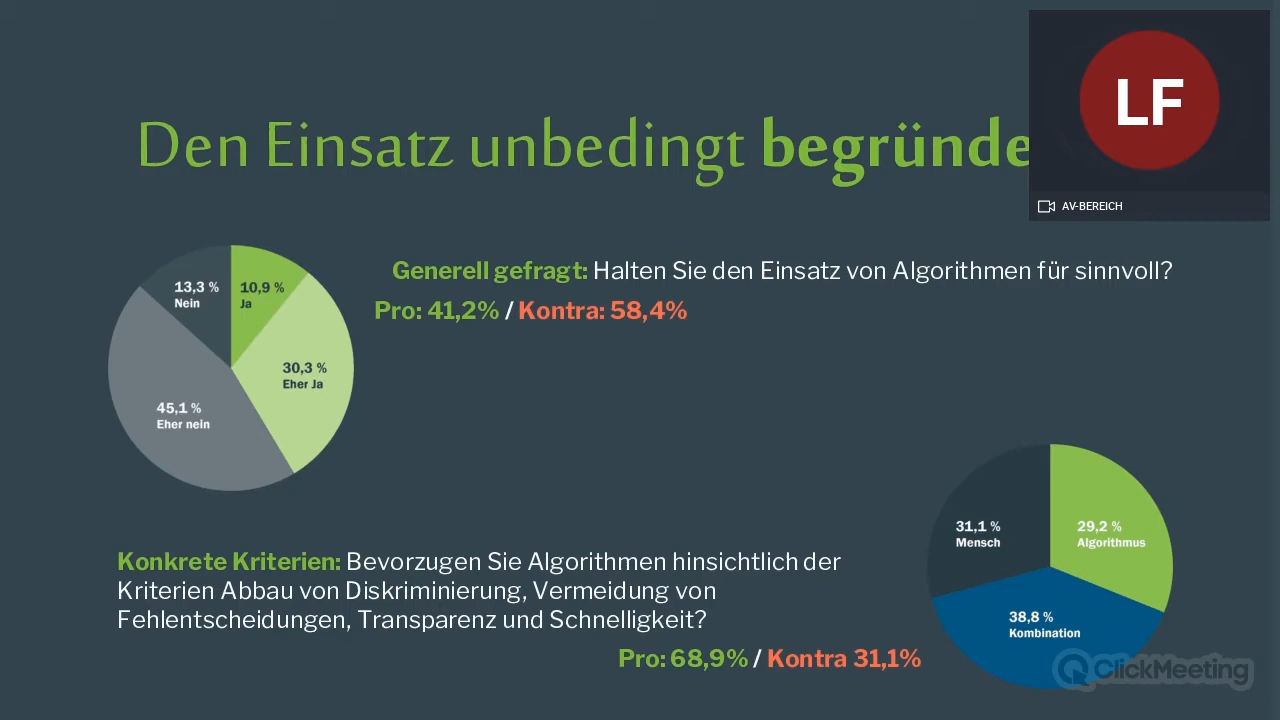 LF
AV-BEREICH
Den Einsatz unbedingt begründe
Generell gefragt: Halten Sie den Einsatz von Algorithmen für sinnvoll?
Pro: 41,2% / Kontra: 58,4%
13,3 %
Nein
10,9 %
Ja
30,3 %
Eher Ja
45,1 %
Eher nein
Konkrete Kriterien: Bevorzugen Sie Algorithmen hinsichtlich der
Kriterien Abbau von Diskriminierung, Vermeidung von
Fehlentscheidungen, Transparenz und Schnelligkeit?
Pro: 68,9% / Kontra 31,1%
31,1 %
Mensch
29,2 %
Algorithmus
38,8 %
Kombination
ClickMeeting